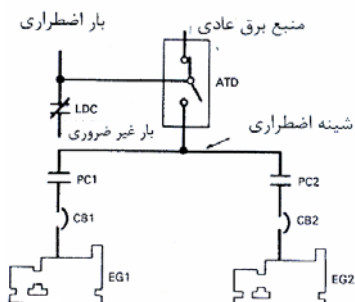 بار اضطراری
منبع برق عادی
ATD
LDC
بار غیر ضروری
شینه اضطراری
PC1
PC2
CB1
CB2
EG1
EG2